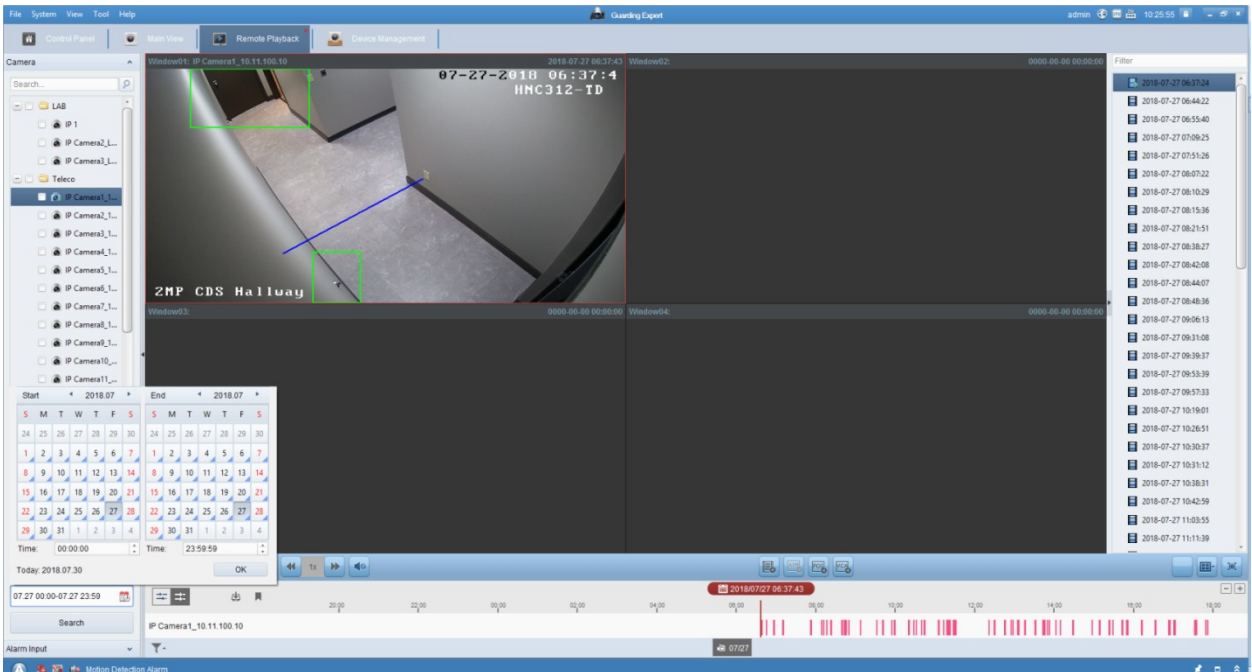 File System View Tool Help
Guarding Expert
admin 10:25:55
Control Panel
Main View
Remote Playback
Device Management
Camera
Search...
LAB
IP 1
IP Camera2_L...
IP Camera3_L...
Teleco
IP Camera1_1...
IP Camera2_1...
IP Camera3_1...
IP Camera4_1...
IP Camera5_1...
IP Camera6_1...
IP Camera7_1...
IP Camera8_1...
IP Camera9_1...
IP Camera10_...
IP Camera11_...
Window01: IP Camera1_10.11.100.10 2018-07-27 06:37:43
07-27-2018 06:37:4
HNC312-TD
2MP CDS Hallway
Window02: 0000-00-00 00:00:00
Window03: 0000-00-00 00:00:00
Window04: 0000-00-00 00:00:00
Filter
2018-07-27 06:37:24
2018-07-27 06:44:22
2018-07-27 06:55:40
2018-07-27 07:09:25
2018-07-27 07:51:26
2018-07-27 08:07:22
2018-07-27 08:10:29
2018-07-27 08:15:36
2018-07-27 08:21:51
2018-07-27 08:38:27
2018-07-27 08:42:08
2018-07-27 08:44:07
2018-07-27 08:48:36
2018-07-27 09:06:13
2018-07-27 09:31:08
2018-07-27 09:39:37
2018-07-27 09:53:39
2018-07-27 09:57:33
2018-07-27 10:19:01
2018-07-27 10:26:51
2018-07-27 10:30:37
2018-07-27 10:31:12
2018-07-27 10:38:31
2018-07-27 10:42:59
2018-07-27 11:03:55
2018-07-27 11:11:39
Start 2018.07
S M T W T F S
24 25 26 27 28 29 30
1 2 3 4 5 6 7
8 9 10 11 12 13 14
15 16 17 18 19 20 21
22 23 24 25 26 27 28
29 30 31 1 2 3 4
Time: 00:00:00
End 2018.07
S M T W T F S
24 25 26 27 28 29 30
1 2 3 4 5 6 7
8 9 10 11 12 13 14
15 16 17 18 19 20 21
22 23 24 25 26 27 28
29 30 31 1 2 3 4
Time: 23:59:59
Today: 2018.07.30
OK
1x
07.27 00:00-07.27 23:59
Search
Alarm Input
2018/07/27 06:37:43
20:00 22:00 00:00 02:00 04:00 06:00 08:00 10:00 12:00 14:00 16:00 18:00
IP Camera1_10.11.100.10
07/27
Motion Detection Alarm